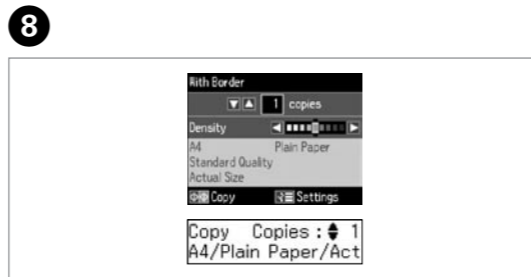 8
With Border
▼ ▲ 1 copies
Density
A4 Plain Paper
Standard Quality
Actual Size
Copy Settings
Copy Copies : 1
A4/Plain Paper/Act